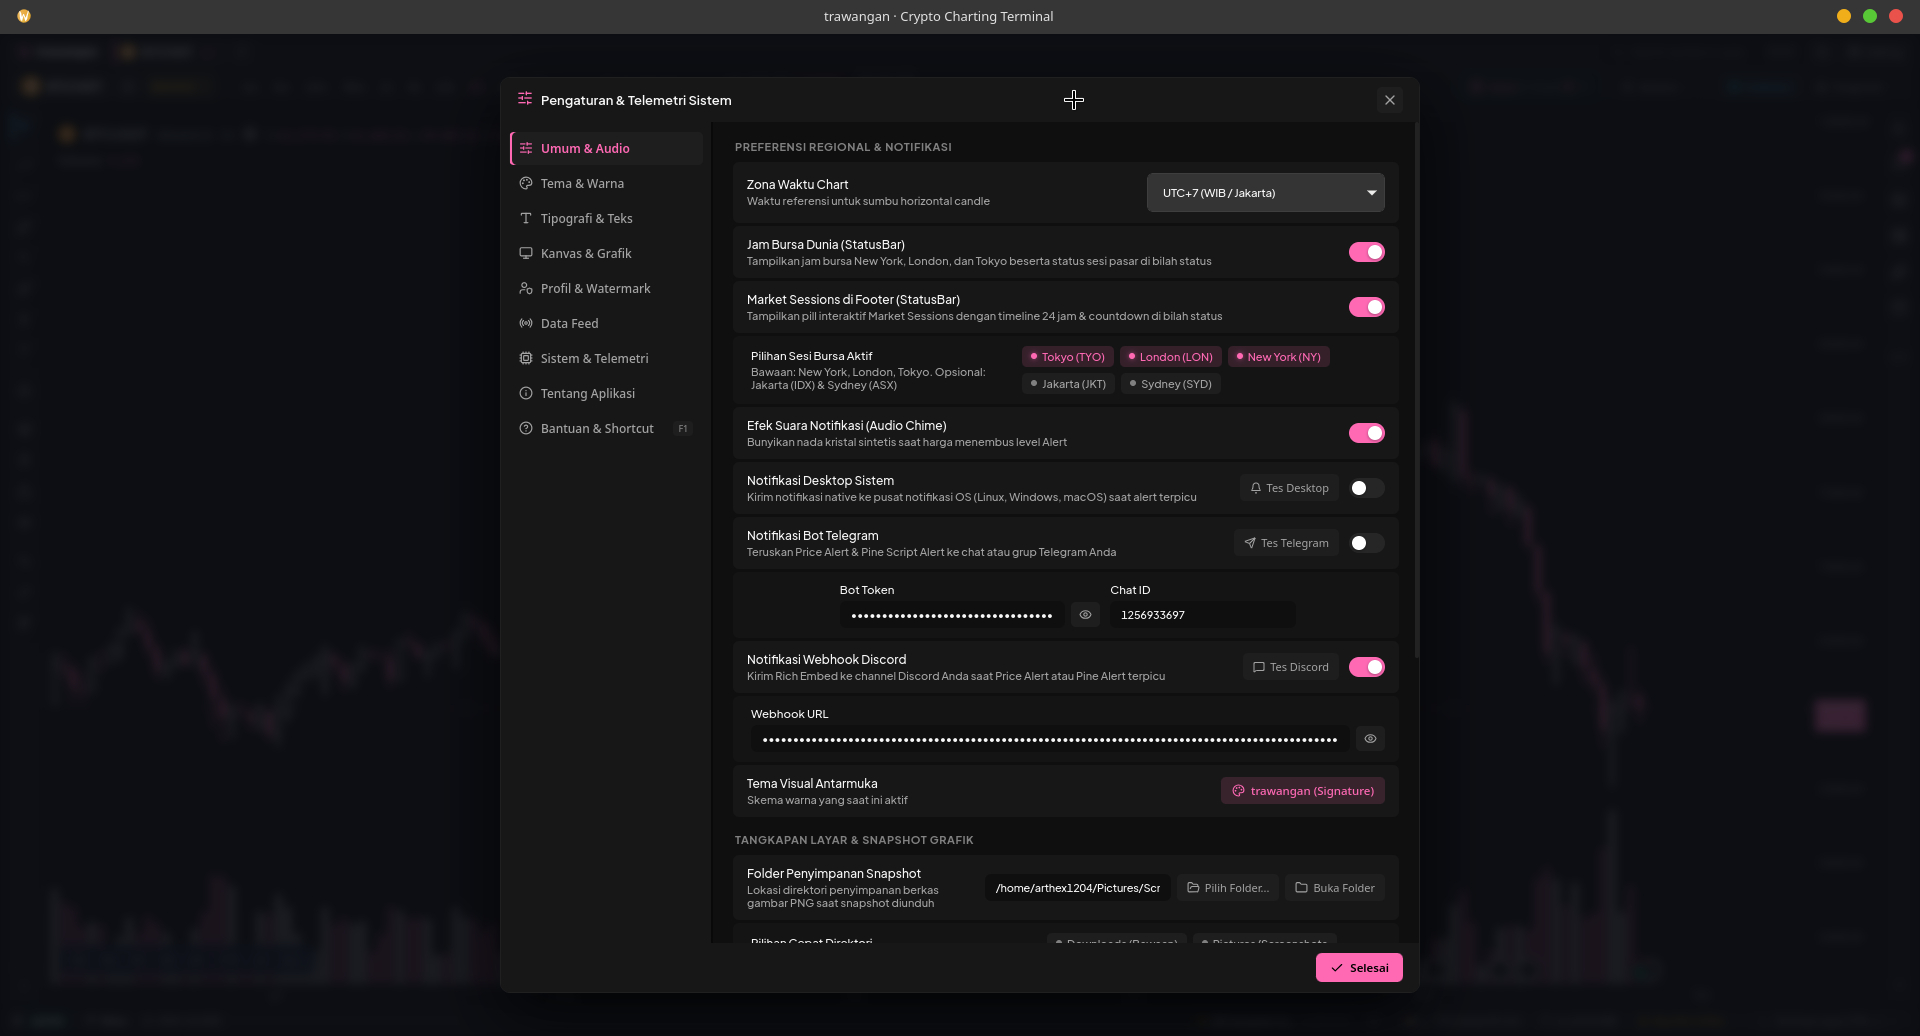 trawangan · Crypto Charting Terminal
Pengaturan & Telemetri Sistem
Umum & Audio
Tema & Warna
Tipografi & Teks
Kanvas & Grafik
Profil & Watermark
Data Feed
Sistem & Telemetri
Tentang Aplikasi
Bantuan & Shortcut F1
PREFERENSI REGIONAL & NOTIFIKASI
Zona Waktu Chart
Waktu referensi untuk sumbu horizontal candle
UTC+7 (WIB / Jakarta)
Jam Bursa Dunia (StatusBar)
Tampilkan jam bursa New York, London, dan Tokyo beserta status sesi pasar di bilah status
Market Sessions di Footer (StatusBar)
Tampilkan pill interaktif Market Sessions dengan timeline 24 jam & countdown di bilah status
Pilihan Sesi Bursa Aktif
Bawaan: New York, London, Tokyo. Opsional:
Jakarta (IDX) & Sydney (ASX)
Tokyo (TYO) London (LON) New York (NY)
Jakarta (JKT) Sydney (SYD)
Efek Suara Notifikasi (Audio Chime)
Bunyikan nada kristal sintetis saat harga menembus level Alert
Notifikasi Desktop Sistem
Kirim notifikasi native ke pusat notifikasi OS (Linux, Windows, macOS) saat alert terpicu
Tes Desktop
Notifikasi Bot Telegram
Teruskan Price Alert & Pine Script Alert ke chat atau grup Telegram Anda
Tes Telegram
Bot Token
Chat ID
1256933697
Notifikasi Webhook Discord
Kirim Rich Embed ke channel Discord Anda saat Price Alert atau Pine Alert terpicu
Tes Discord
Webhook URL
Tema Visual Antarmuka
Skema warna yang saat ini aktif
trawangan (Signature)
TANGKAPAN LAYAR & SNAPSHOT GRAFIK
Folder Penyimpanan Snapshot
Lokasi direktori penyimpanan berkas
gambar PNG saat snapshot diunduh
/home/arthex1204/Pictures/Scr
Pilih Folder...
Buka Folder
Pilihan Cepat Direktori
Downloads (Bawaan) Pictures/Screenshots
Selesai